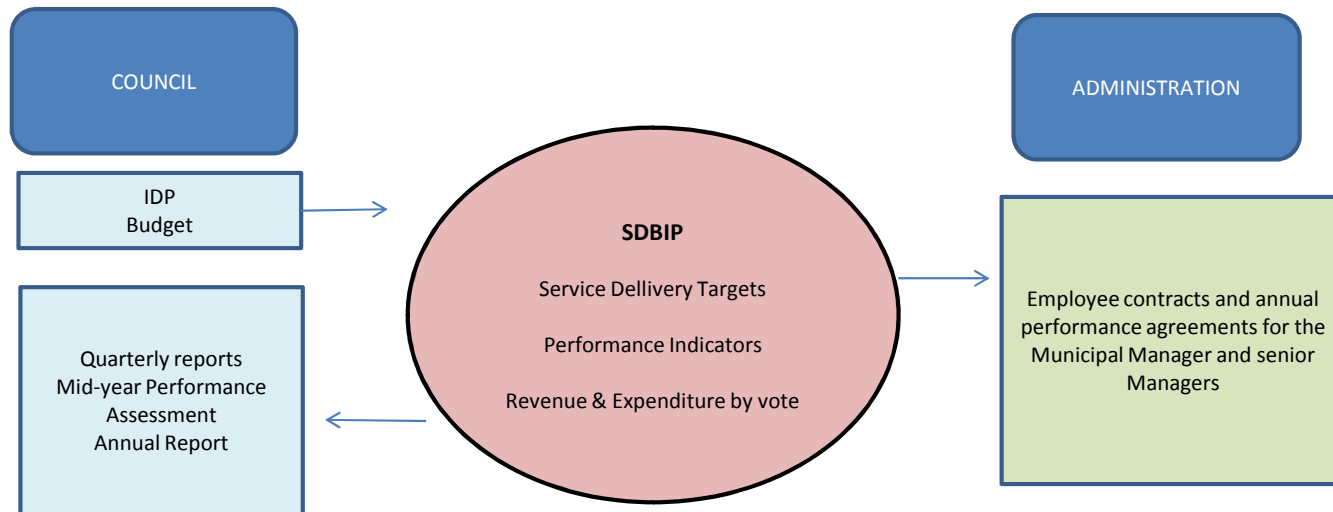 COUNCIL
ADMINISTRATION
IDP
Budget
SDBIP
Service Dellivery Targets
Performance Indicators
Revenue & Expenditure by vote
Quarterly reports
Mid-year Performance
Assessment
Annual Report
Employee contracts and annual
performance agreements for the
Municipal Manager and senior
Managers